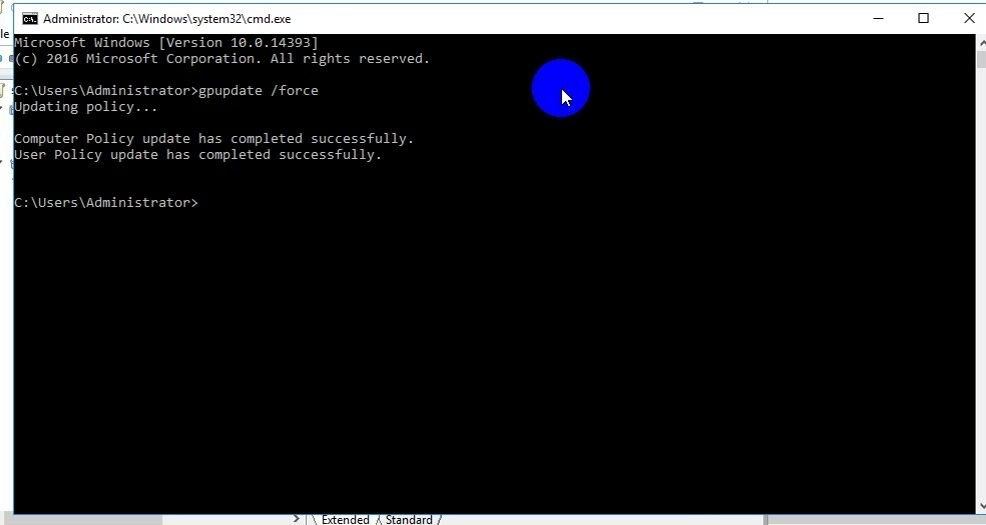 Administrator: C:\Windows\system32\cmd.exe
Microsoft Windows [Version 10.0.14393]
(c) 2016 Microsoft Corporation. All rights reserved.
C:\Users\Administrator>gpupdate /force
Updating policy...
Computer Policy update has completed successfully.
User Policy update has completed successfully.
C:\Users\Administrator>
Extended
Standard